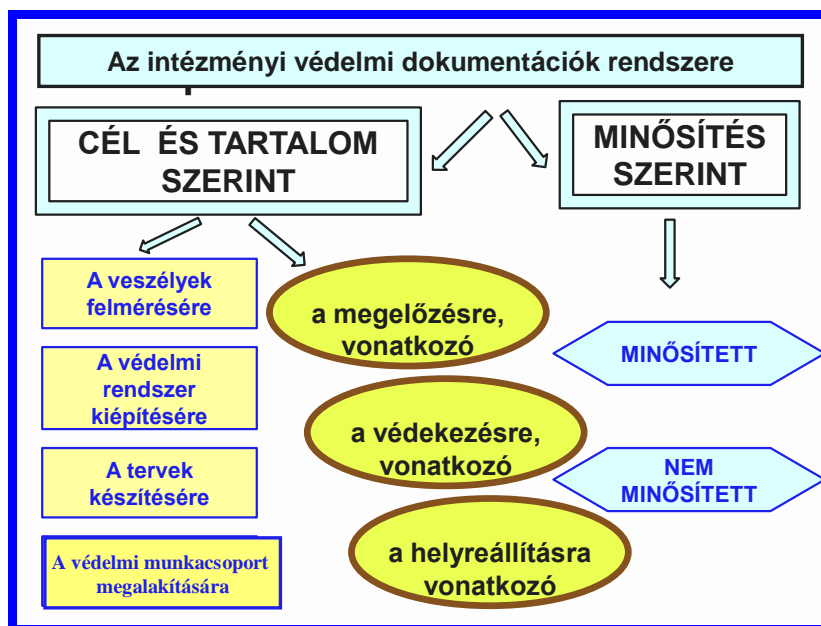 Az intézményi védelmi dokumentációk rendszere
CÉL ÉS TARTALOM
SZERINT
MINŐSÍTÉS
SZERINT
A veszélyek
felmérésére
A védelmi
rendszer
kiépítésére
A tervek
készítésére
A védelmi munkacsoport
megalakítására
a megelőzésre,
vonatkozó
a védekezésre,
vonatkozó
a helyreállításra
vonatkozó
MINŐSÍTETT
NEM
MINŐSÍTETT